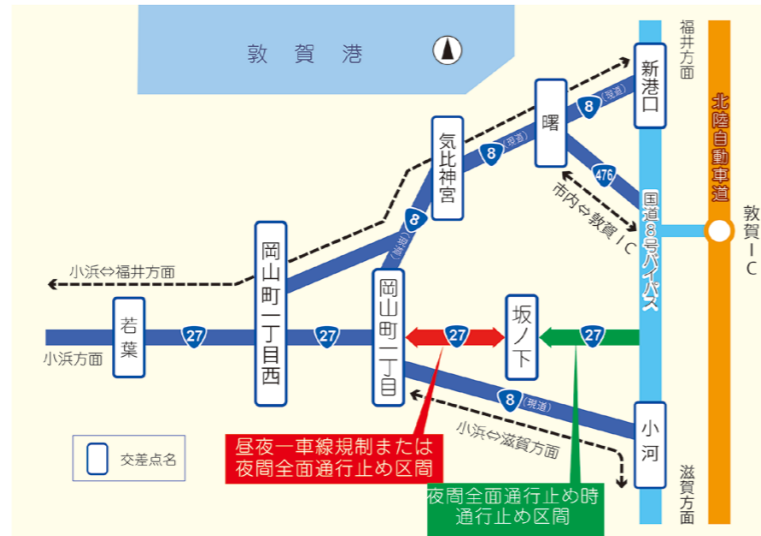 敦賀港
福井方面
新港口
北陸自動車道
曙
8
(現道)
気比神宮
8
(現道)
476
市内⇔敦賀IC
国道8号バイパス
敦賀IC
8
(現道)
岡山町一丁目西
小浜⇔福井方面
岡山町一丁目
若葉
27
27
27
坂ノ下
27
小浜方面
8
(現道)
小河
小浜⇔滋賀方面
昼夜一車線規制または
夜間全面通行止め区間
交差点名
夜間全面通行止め時
通行止め区間
滋賀方面